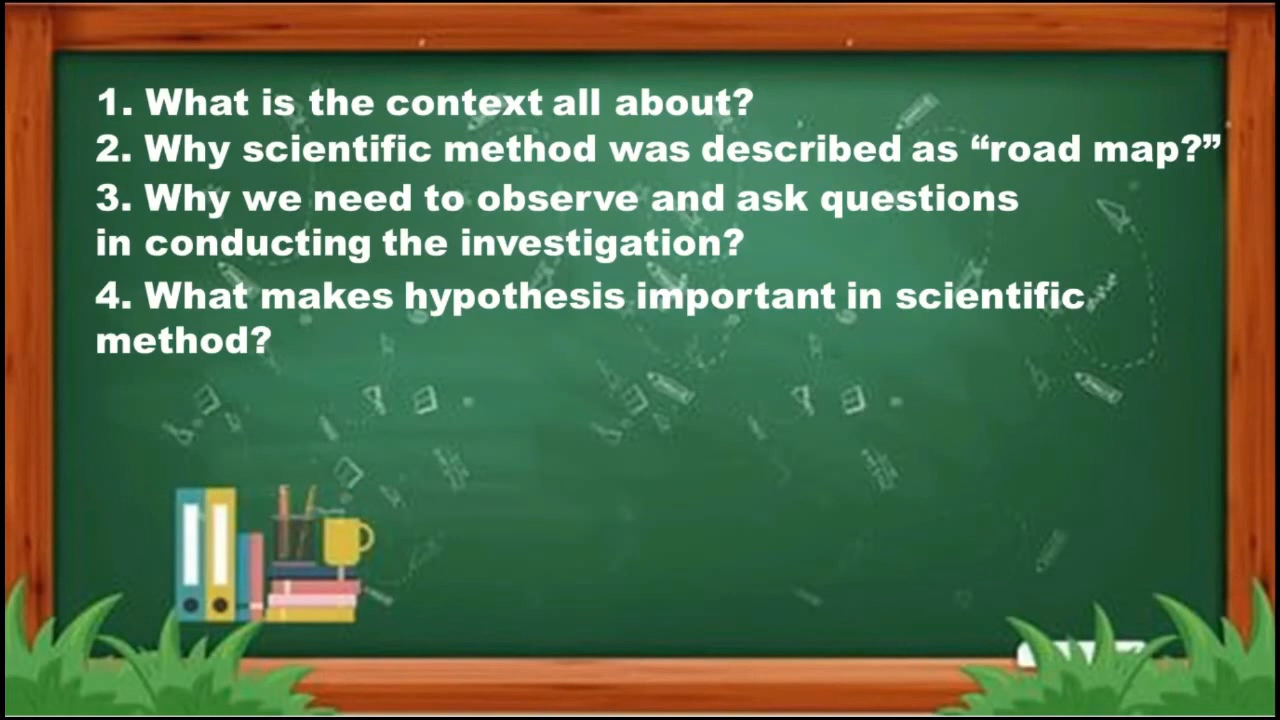 1. What is the context all about?
2. Why scientific method was described as “road map?”
3. Why we need to observe and ask questions
in conducting the investigation?
4. What makes hypothesis important in scientific
method?